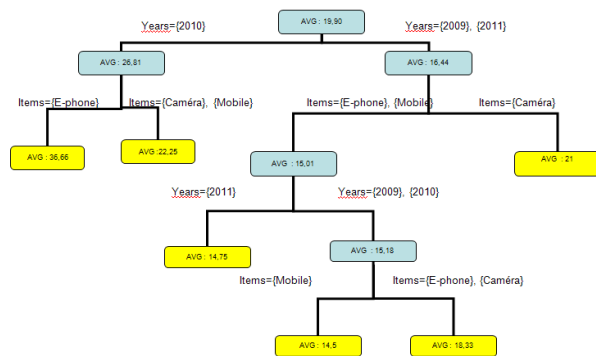 AVG : 19,90
Years={2010}
Years={2009}, {2011}
AVG : 26,81
AVG : 16,44
Items={E-phone}
Items={Caméra}, {Mobile}
Items={E-phone}, {Mobile}
Items={Caméra}
AVG : 36,66
AVG :22,25
AVG : 15,01
AVG : 21
Years={2011}
Years={2009}, {2010}
AVG : 14,75
AVG : 15,18
Items={Mobile}
Items={E-phone}, {Caméra}
AVG : 14,5
AVG : 18,33